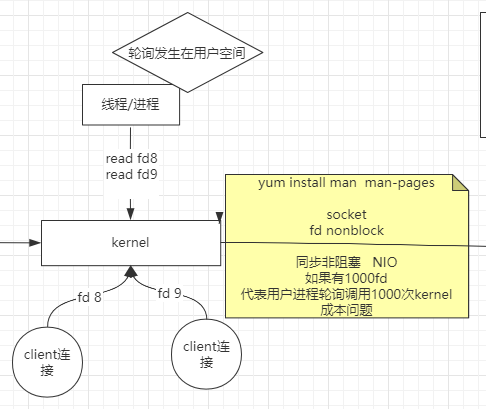 轮询发生在用户空间
线程/进程
read fd8
read fd9
yum install man  man-pages
socket
fd nonblock
同步非阻塞   NIO
如果有1000fd
代表用户进程轮询调用1000次kernel
成本问题
kernel
fd 8
fd 9
client连
接
client连
接